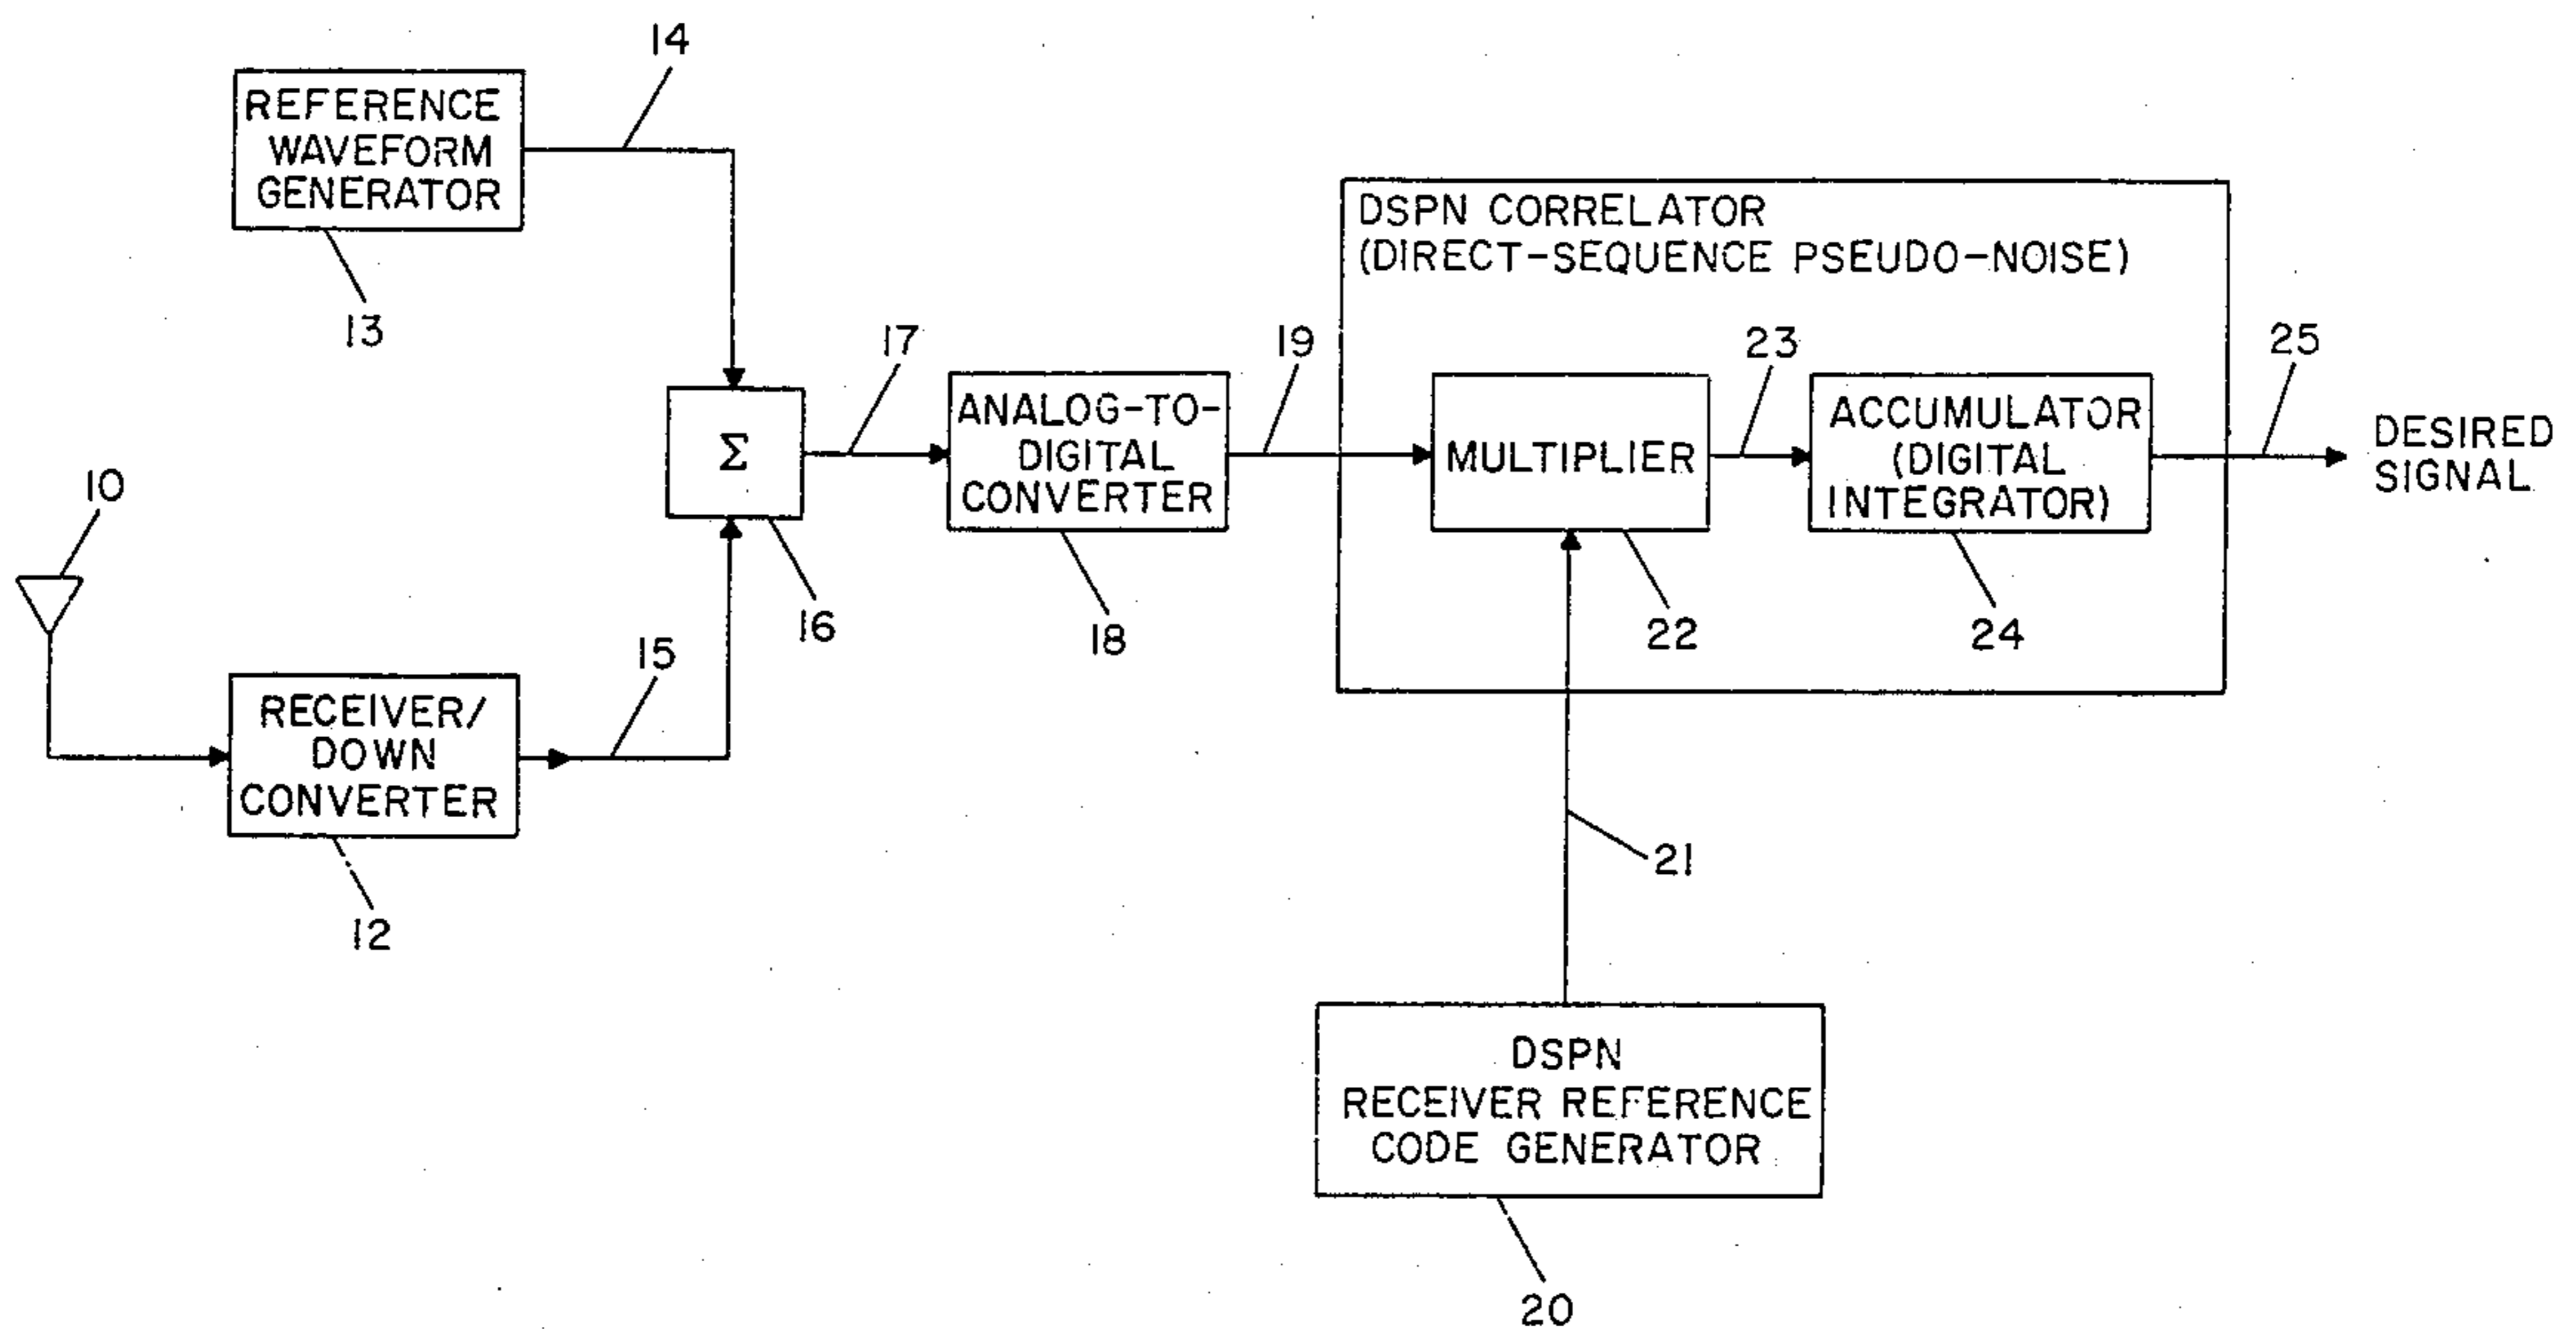 14
REFERENCE
WAVEFORM
GENERATOR
13
DSPN CORRELATOR
(DIRECT-SEQUENCE PSEUDO-NOISE)
17
19
23
25
Σ
ANALOG-TO-
DIGITAL
CONVERTER
MULTIPLIER
ACCUMULATOR
(DIGITAL
INTEGRATOR)
DESIRED
SIGNAL
10
16
18
22
24
15
RECEIVER/
DOWN
CONVERTER
12
21
DSPN
RECEIVER REFERENCE
CODE GENERATOR
20